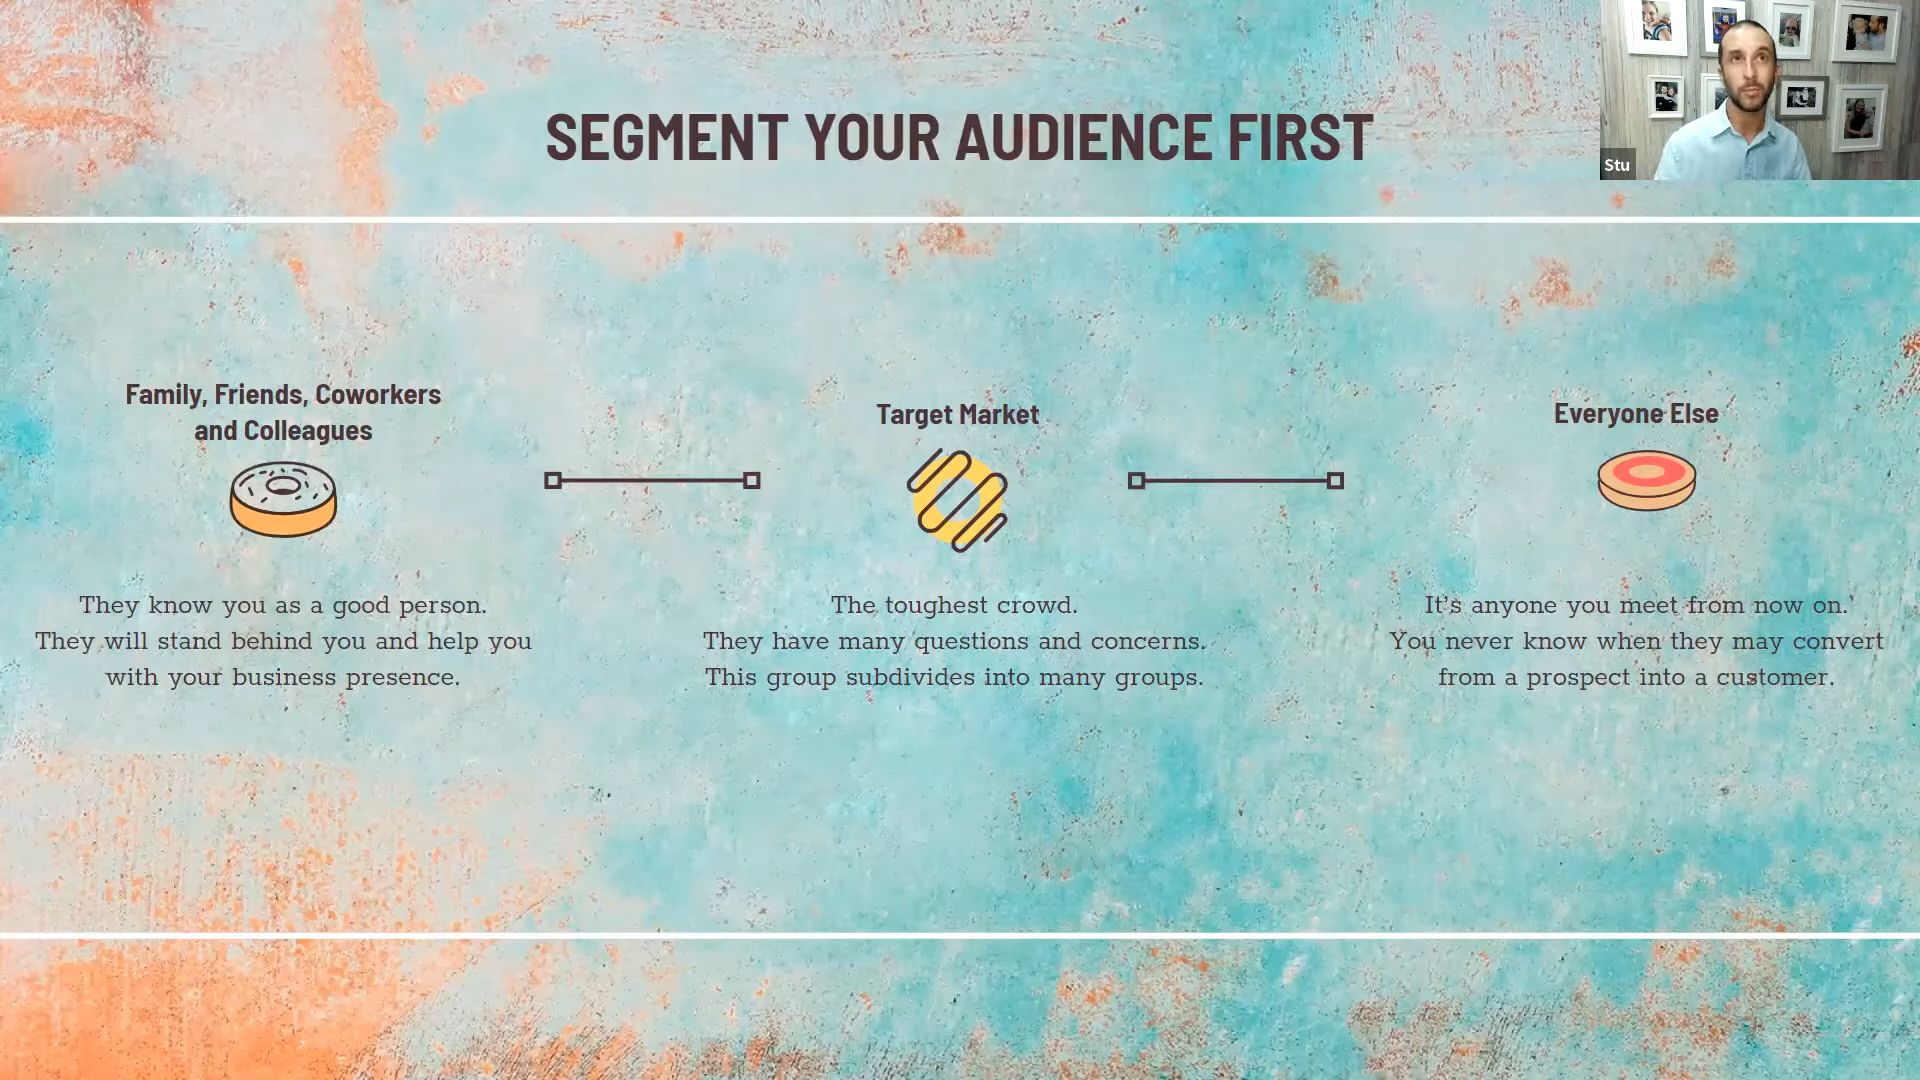 SEGMENT YOUR AUDIENCE FIRST
Stu
Family, Friends, Coworkers
and Colleagues
They know you as a good person.
They will stand behind you and help you
with your business presence.
Target Market
The toughest crowd.
They have many questions and concerns.
This group subdivides into many groups.
Everyone Else
It's anyone you meet from now on.
You never know when they may convert
from a prospect into a customer.